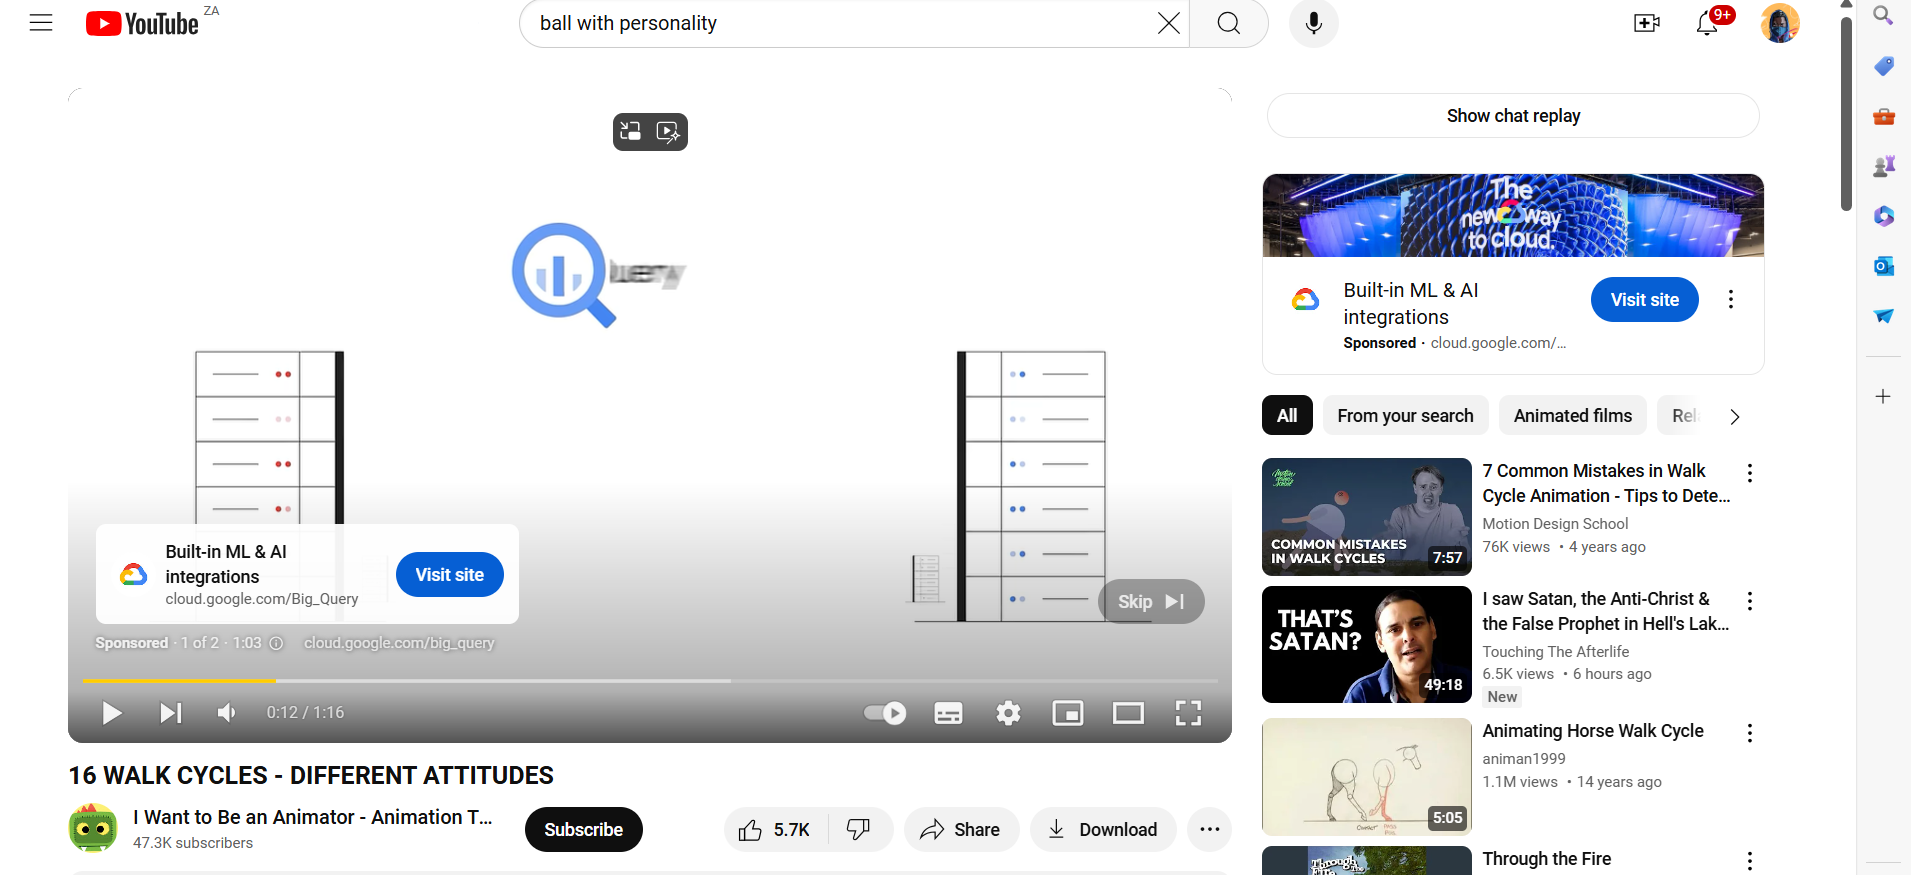 YouTube ZA
ball with personality
9+
uery
Built-in ML & AI
integrations
cloud.google.com/Big_Query
Visit site
Skip
Sponsored · 1 of 2 · 1:03
cloud.google.com/big_query
0:12 / 1:16
16 WALK CYCLES - DIFFERENT ATTITUDES
I Want to Be an Animator - Animation T...
47.3K subscribers
Subscribe
5.7K
Share
Download
Show chat replay
The
new way
to cloud.
Built-in ML & AI
integrations
Sponsored · cloud.google.com/...
Visit site
All
From your search
Animated films
Rel
COMMON MISTAKES
IN WALK CYCLES
7:57
7 Common Mistakes in Walk
Cycle Animation - Tips to Dete...
Motion Design School
76K views • 4 years ago
THAT'S
SATAN?
49:18
I saw Satan, the Anti-Christ &
the False Prophet in Hell's Lak...
Touching The Afterlife
6.5K views • 6 hours ago
New
5:05
Animating Horse Walk Cycle
animan1999
1.1M views • 14 years ago
Through the
Through the Fire